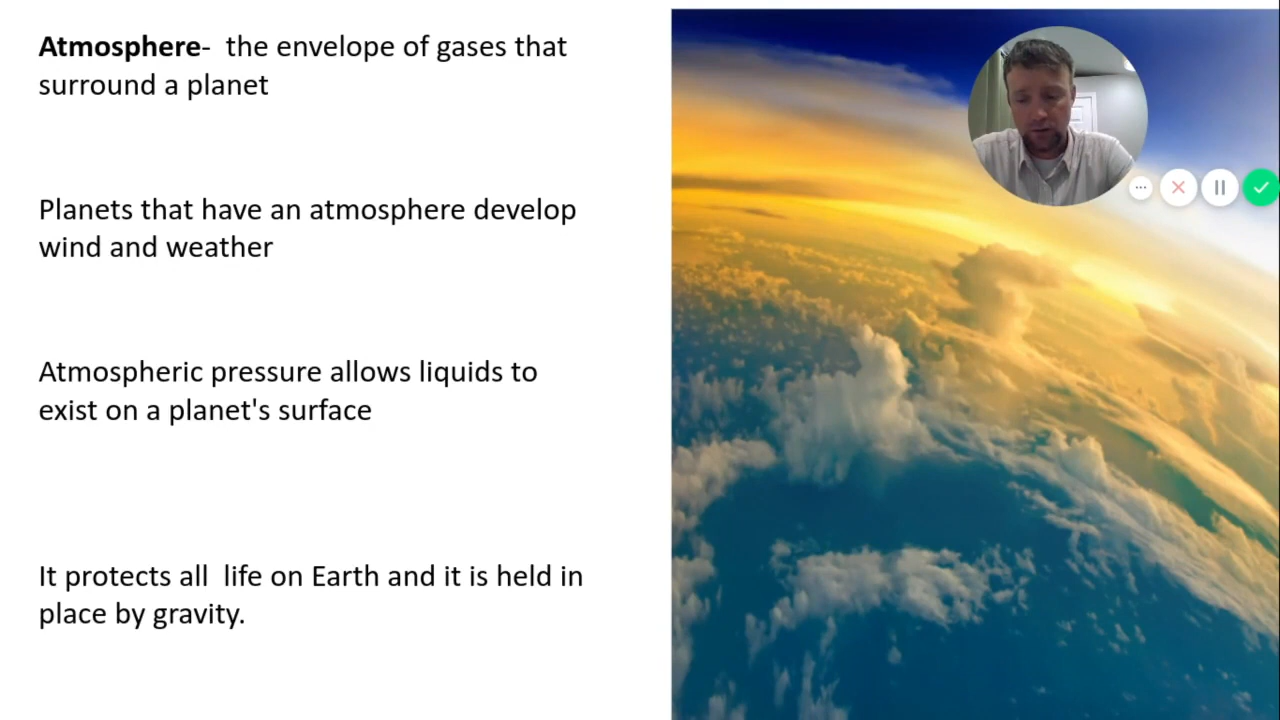 Atmosphere-  the envelope of gases that
surround a planet
Planets that have an atmosphere develop
wind and weather
Atmospheric pressure allows liquids to
exist on a planet's surface
It protects all  life on Earth and it is held in
place by gravity.